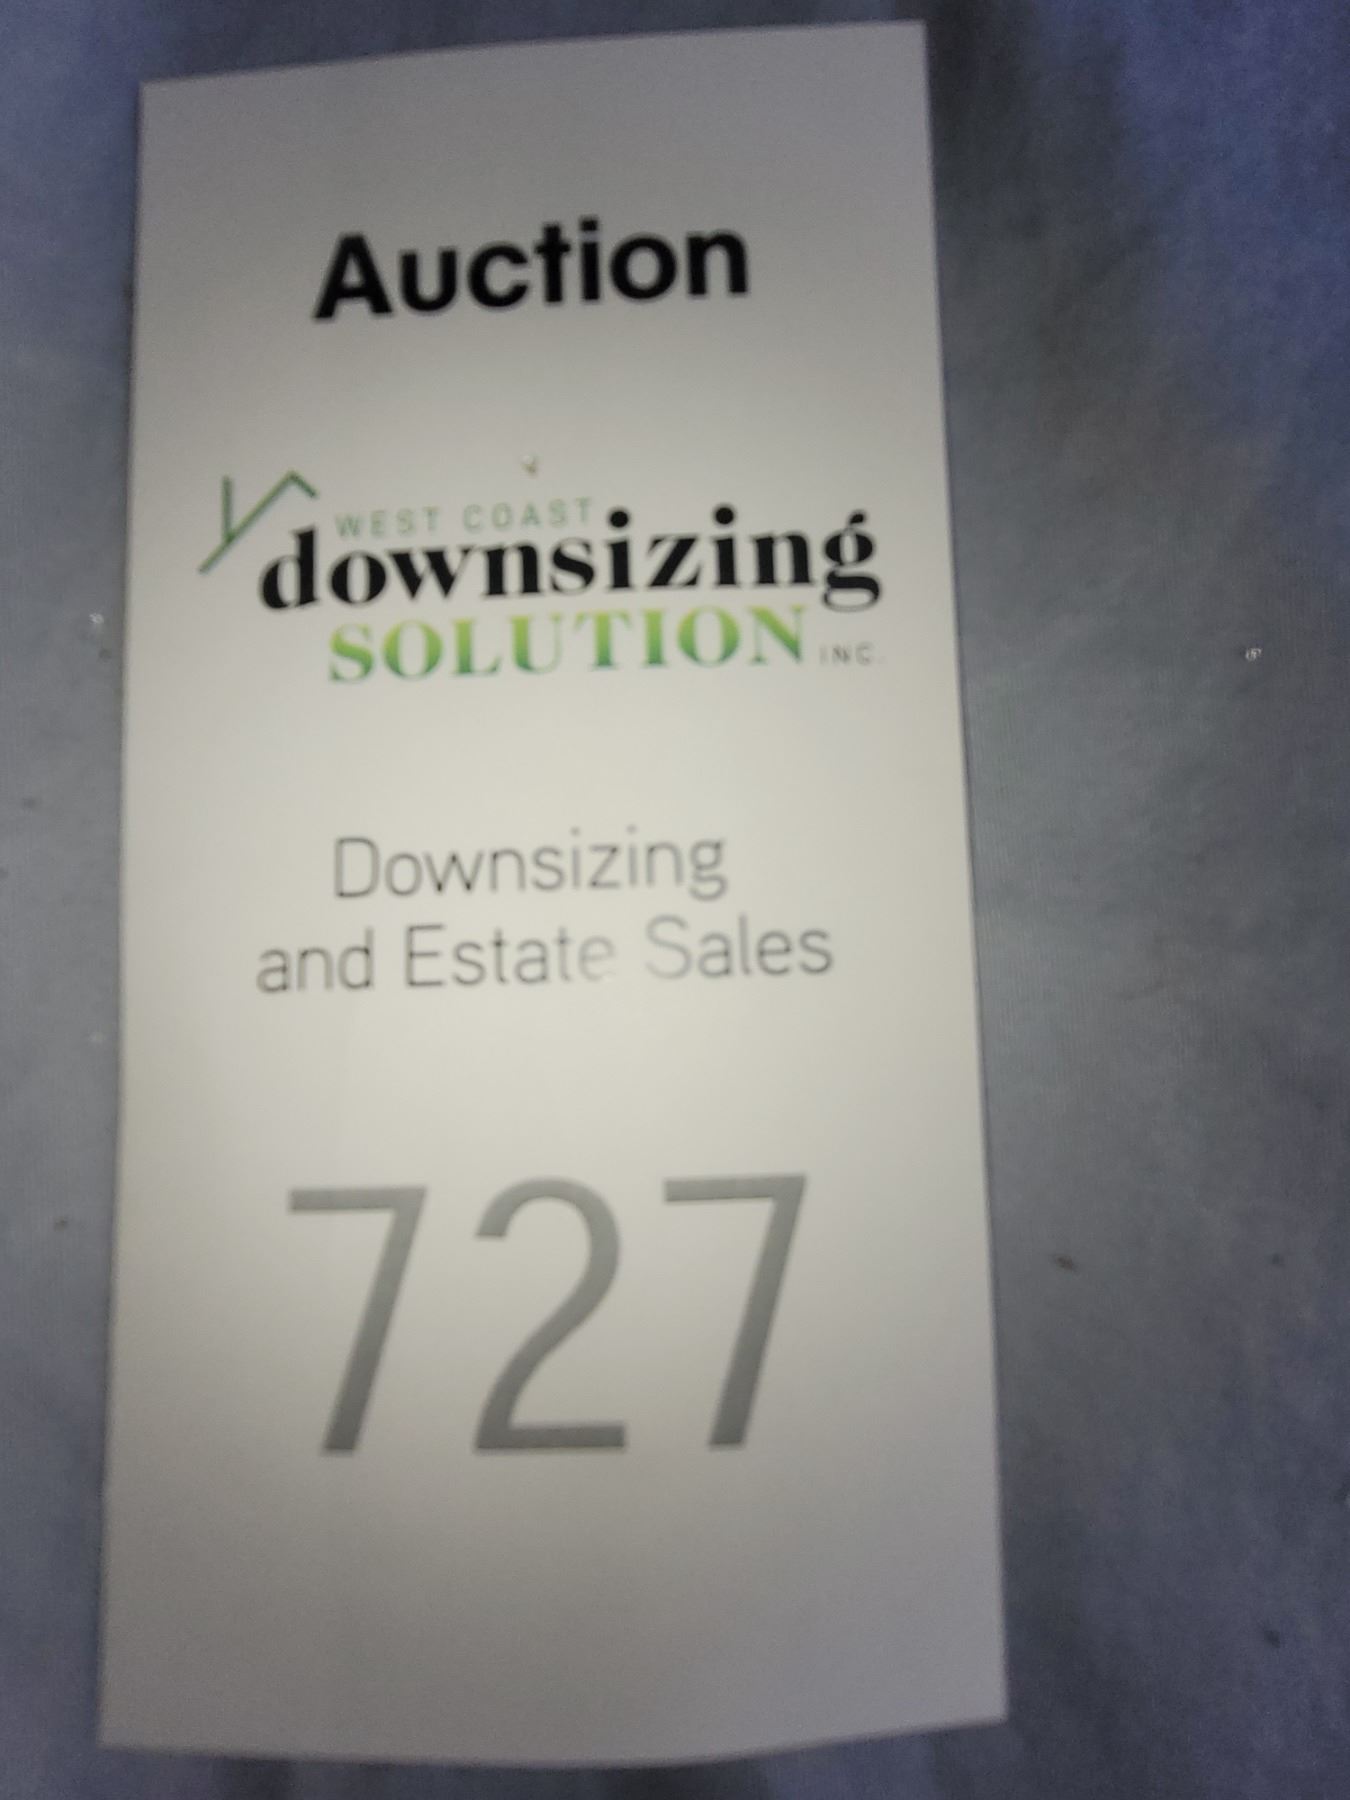 Auction
WEST COAST
downsizing
SOLUTION INC.
Downsizing
and Estate Sales
727